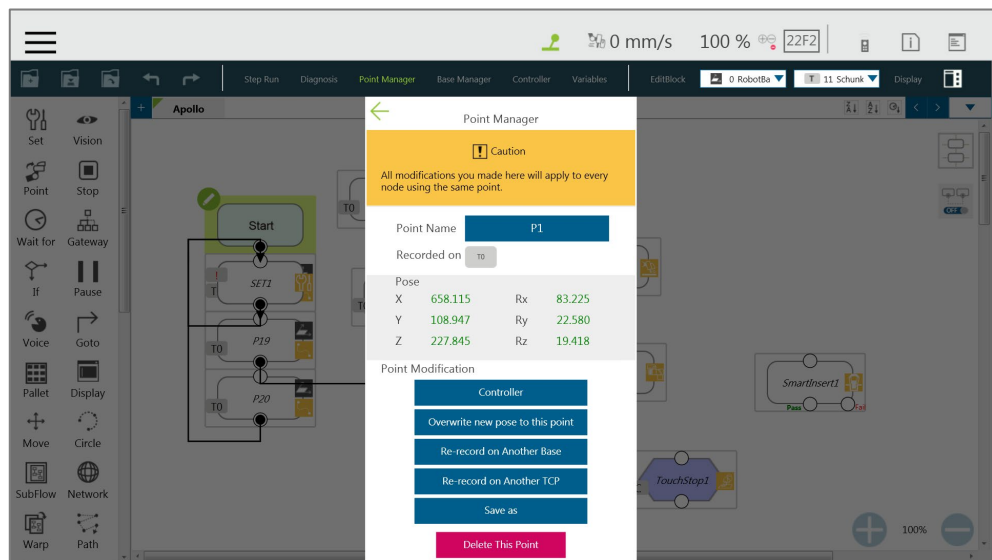 0 mm/s 100 % 22F2
Step Run Diagnosis Point Manager Base Manager Controller Variables EditBlock 0 RobotBa T 11 Schunk Display
+ Apollo
Set Vision
Point Stop
Wait for Gateway
If Pause
Voice Goto
Pallet Display
Move Circle
SubFlow Network
Warp Path
Start
! T SET1
T0 P19
T0 P20
T0
Point Manager
! Caution
All modifications you made here will apply to every
node using the same point.
Point Name P1
Recorded on T0
Pose
X 658.115 Rx 83.225
Y 108.947 Ry 22.580
Z 227.845 Rz 19.418
Point Modification
Controller
Overwrite new pose to this point
Re-record on Another Base
Re-record on Another TCP
Save as
Delete This Point
SmartInsert1
Pass Fail
TouchStop1
OFF
100%